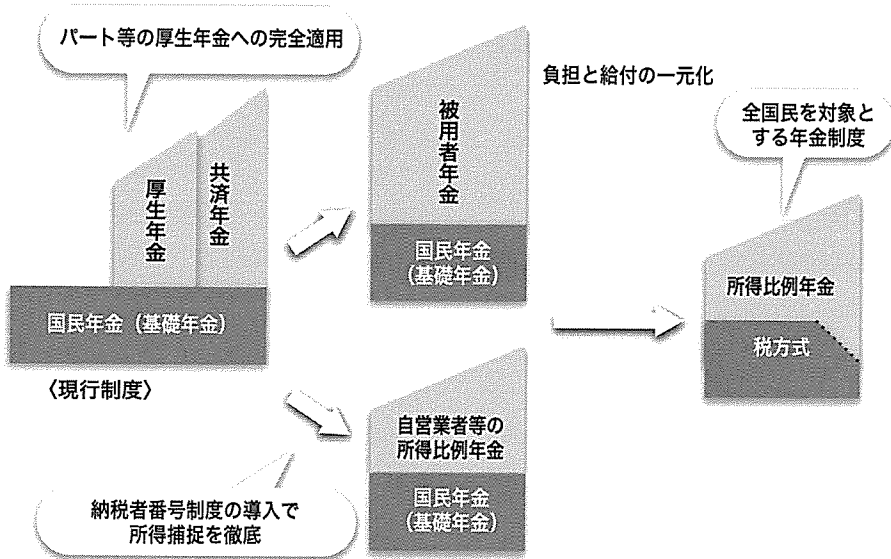 パート等の厚生年金への完全適用
厚生年金
共済年金
国民年金（基礎年金）
〈現行制度〉
被用者年金
国民年金
（基礎年金）
負担と給付の一元化
自営業者等の
所得比例年金
国民年金
（基礎年金）
納税者番号制度の導入で
所得捕捉を徹底
全国民を対象と
する年金制度
所得比例年金
税方式